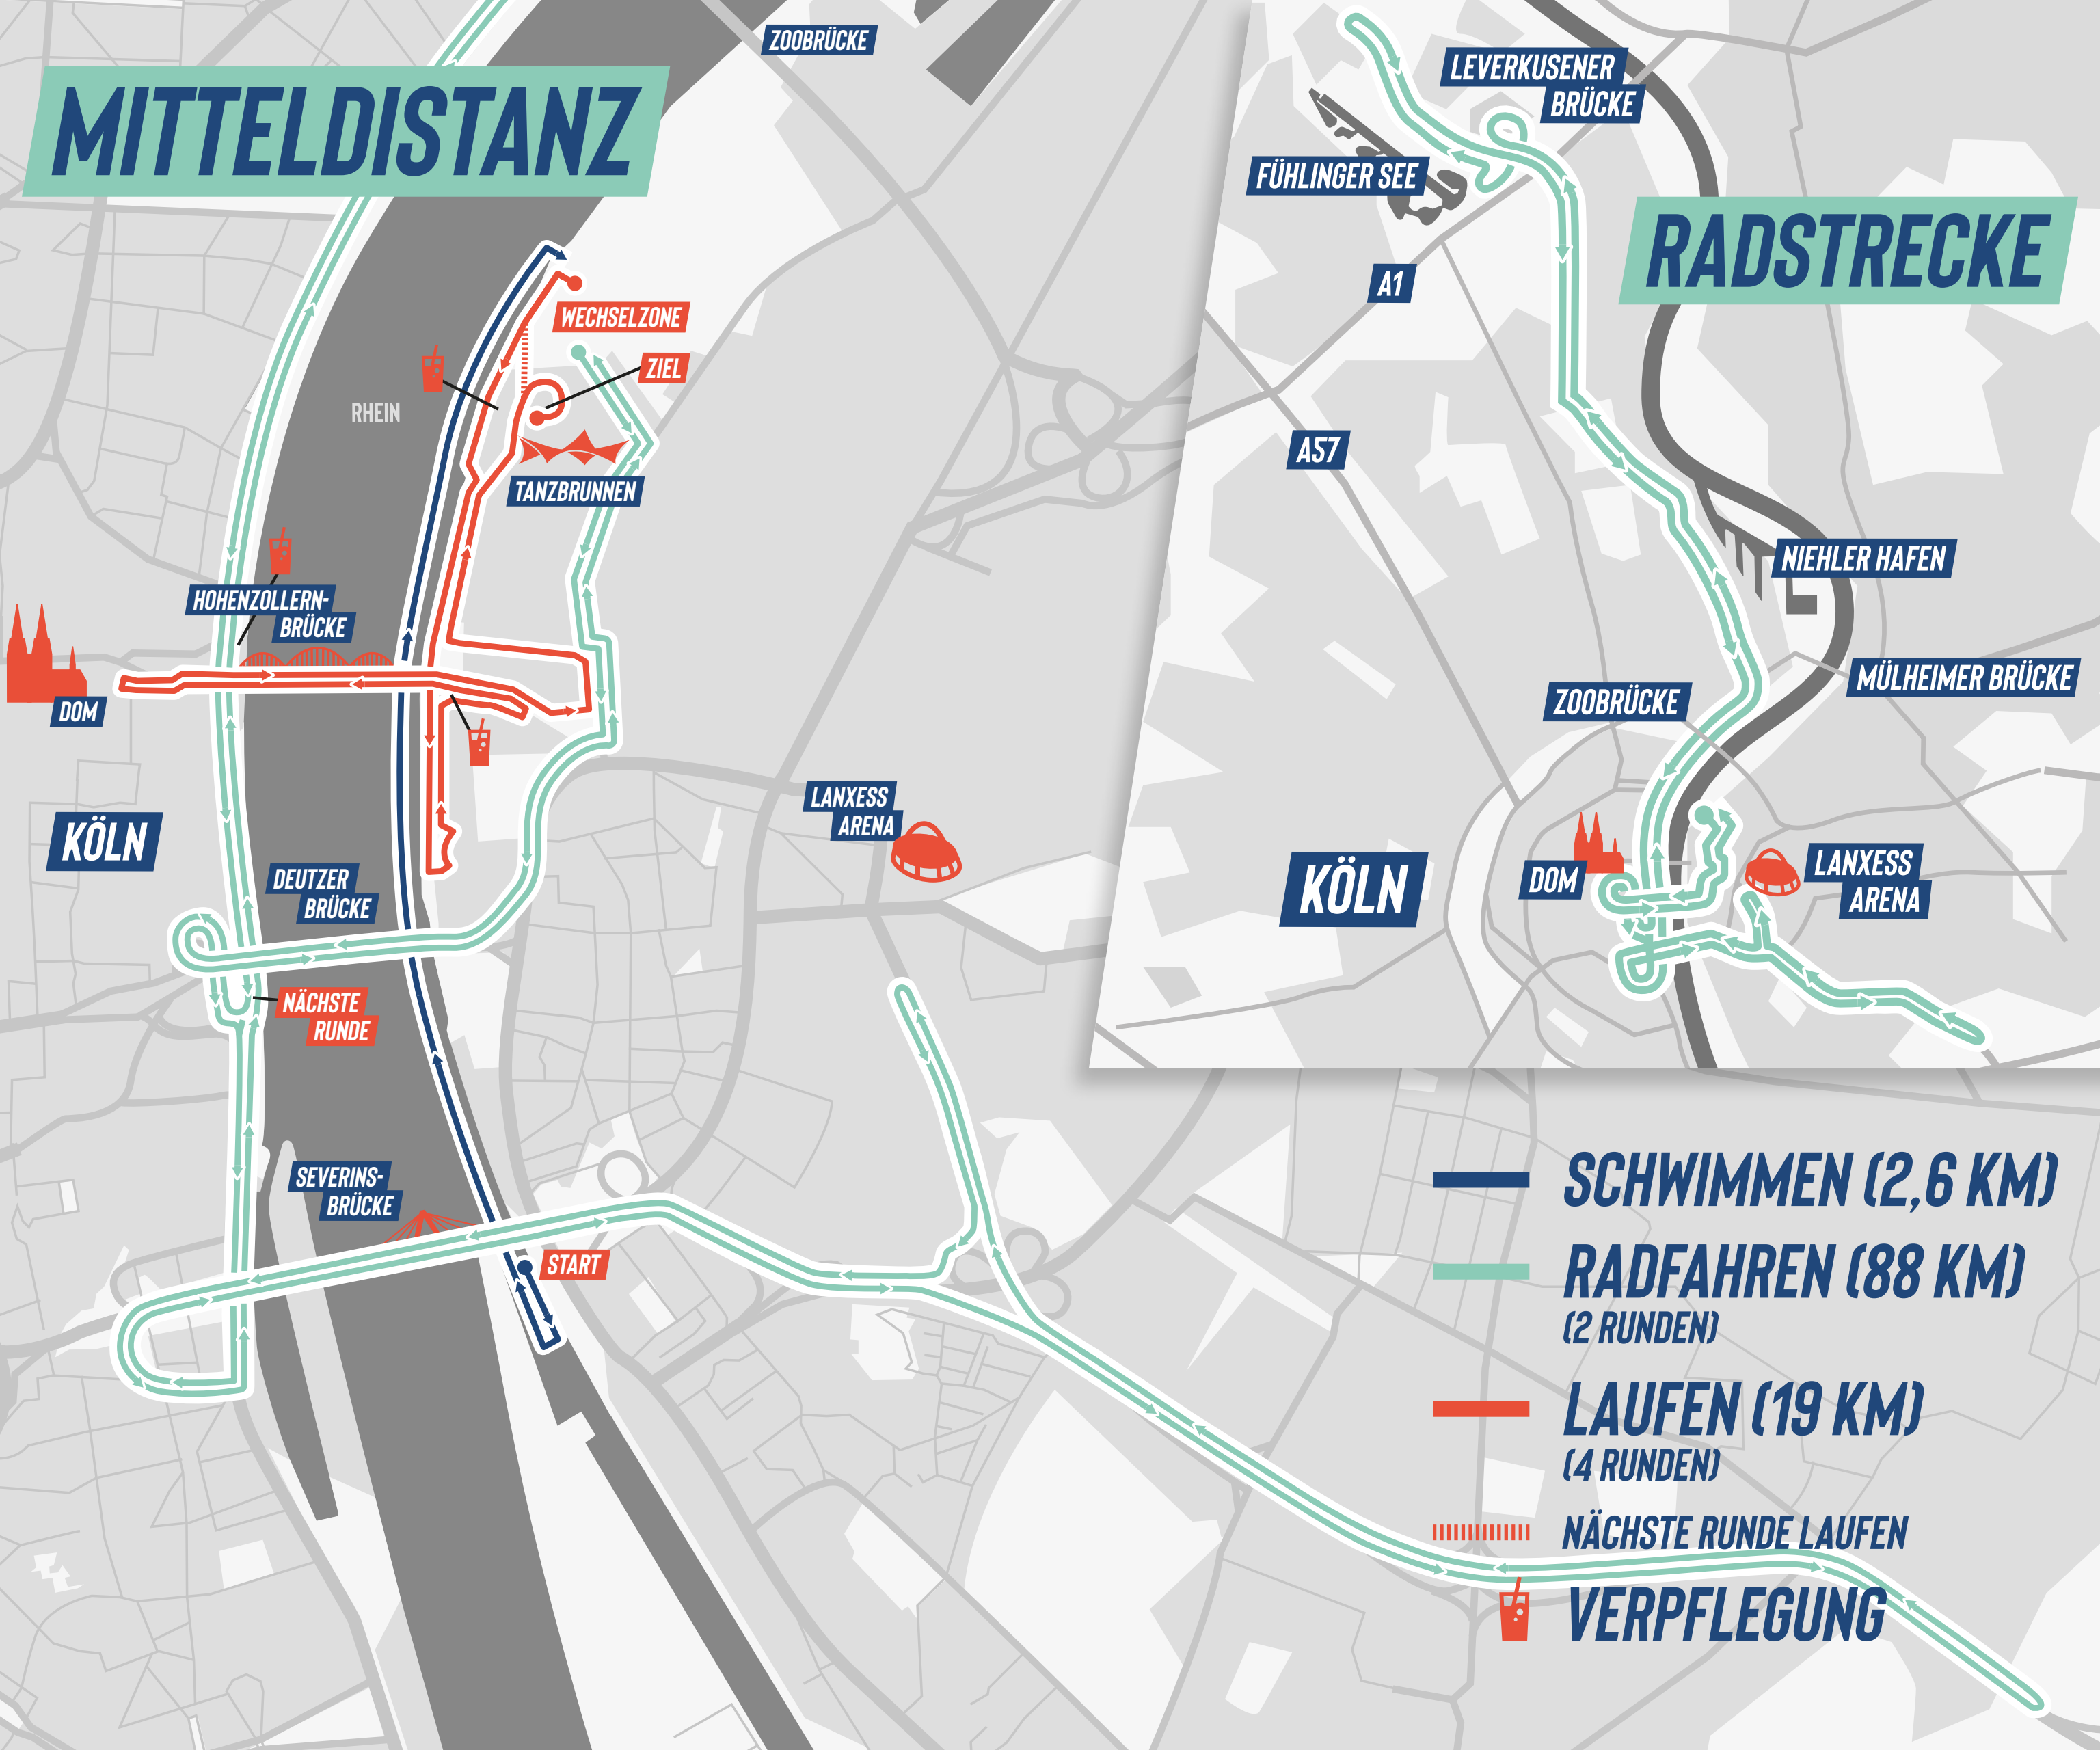 MITTELDISTANZ
ZOOBRÜCKE
WECHSELZONE
ZIEL
RHEIN
TANZBRUNNEN
HOHENZOLLERN-
BRÜCKE
DOM
KÖLN
LANXESS
ARENA
DEUTZER
BRÜCKE
NÄCHSTE
RUNDE
SEVERINS-
BRÜCKE
START
RADSTRECKE
LEVERKUSENER
BRÜCKE
FÜHLINGER SEE
A1
A57
NIEHLER HAFEN
MÜLHEIMER BRÜCKE
ZOOBRÜCKE
DOM
LANXESS
ARENA
KÖLN
SCHWIMMEN (2,6 KM)
RADFAHREN (88 KM)
(2 RUNDEN)
LAUFEN (19 KM)
(4 RUNDEN)
NÄCHSTE RUNDE LAUFEN
VERPFLEGUNG